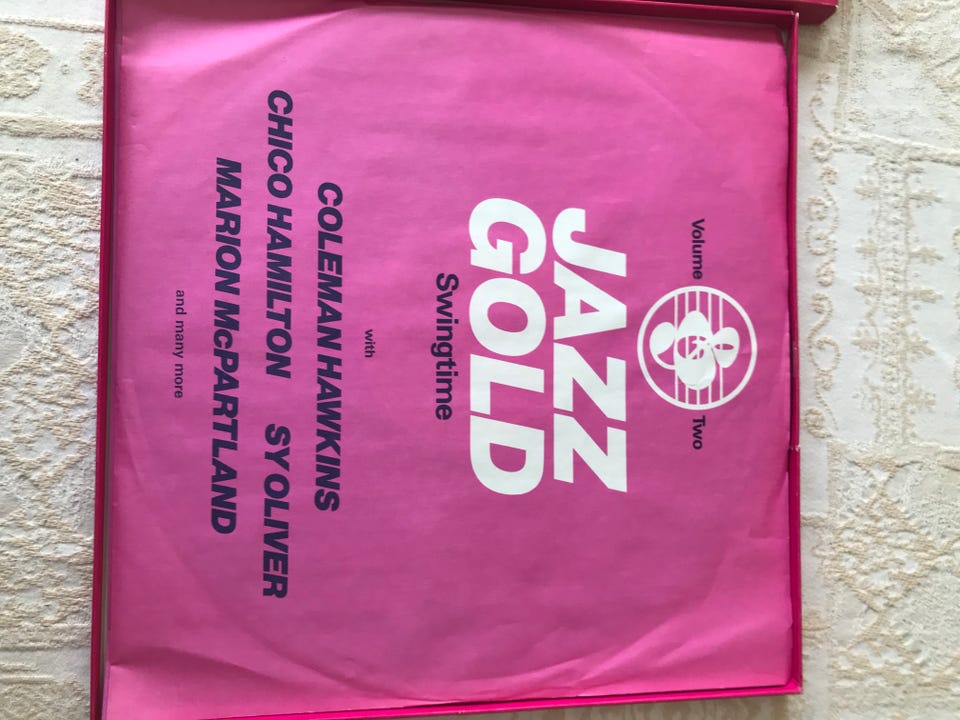 Volume Two
JAZZ
GOLD
Swingtime
with
COLEMAN HAWKINS
CHICO HAMILTON SY OLIVER
MARION McPARTLAND
and many more